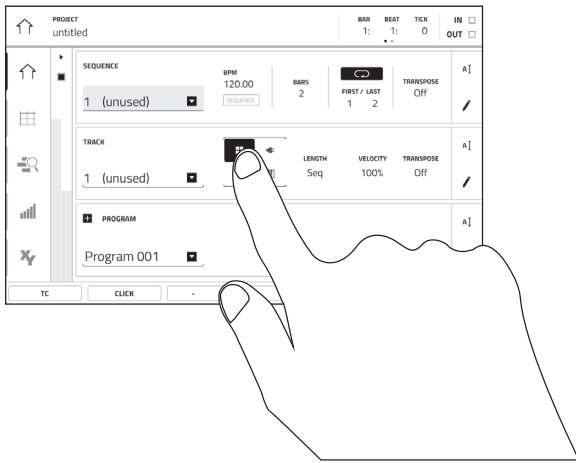 PROJECT
untitled
BAR BEAT TICK
1: 1: 0
IN
OUT
SEQUENCE
1 (unused)
BPM
120.00
SEQUENCE
BARS
2
FIRST / LAST
1 2
TRANSPOSE
Off
A
TRACK
1 (unused)
LENGTH
Seq
VELOCITY
100%
TRANSPOSE
Off
A
PROGRAM
Program 001
A
XY
TC
CLICK
-